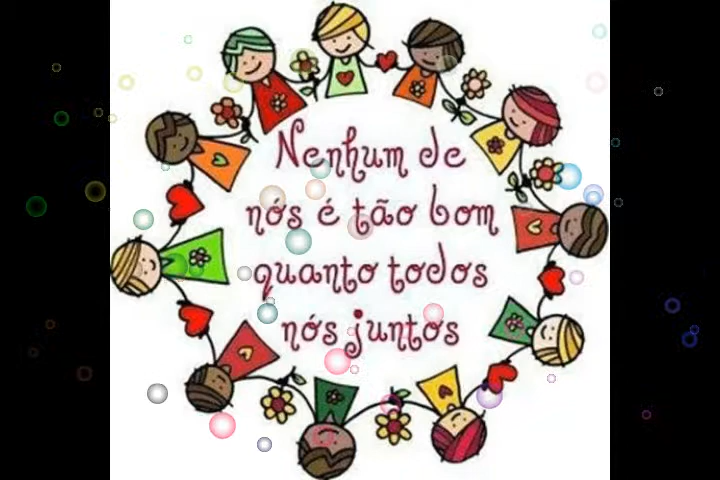 Nenhum de
nós é tão bom
quanto todos
nós juntos